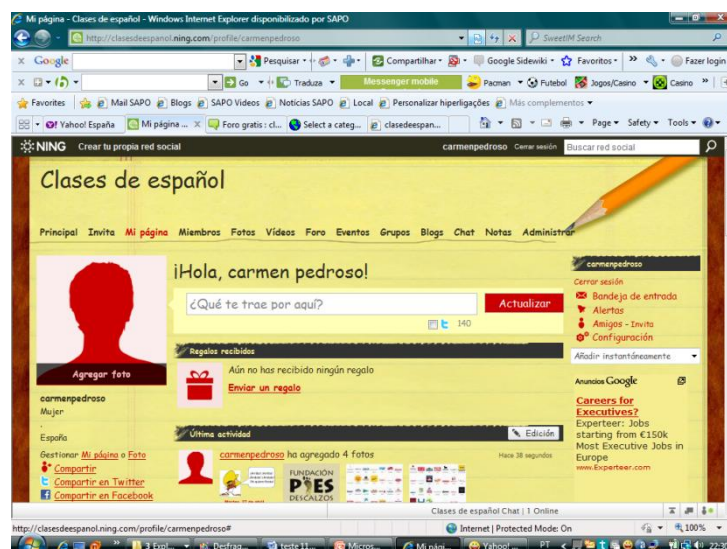 Mi página - Clases de español - Windows Internet Explorer disponibilizado por SAPO
http://clasesdeespanol.ning.com/profile/carmenpedroso
SweetIM Search
Google Pesquisar Compartilhar Google Sidewiki Favoritos Fazer login
Go Traduza Messenger mobile Pacman Futebol Jogos/Casino Casino
Favorites Mail SAPO Blogs SAPO Videos Notícias SAPO Local Personalizar hiperligações Más complementos
Yahoo! España Mi página ... Foro gratis : cl... Select a categ... clasedeespan... Page Safety Tools
NING Crear tu propia red social carmenpedroso Cerrar sesión Buscar red social
Clases de español
Principal Invita Mi página Miembros Fotos Vídeos Foro Eventos Grupos Blogs Chat Notas Administrar
¡Hola, carmen pedroso!
¿Qué te trae por aquí? Actualizar
140
Regalos recibidos
Aún no has recibido ningún regalo
Enviar un regalo
Última actividad Edición
carmenpedroso ha agregado 4 fotos Hace 38 segundos
FUNDACIÓN
PIES
DESCALZOS
Agregar foto
carmenpedroso
Mujer
.
España
Gestionar Mi página o Foto
Compartir
Compartir en Twitter
Compartir en Facebook
carmenpedroso
Cerrar sesión
Bandeja de entrada
Alertas
Amigos - Invita
Configuración
Añadir instantáneamente
Anuncios Google
Careers for
Executives?
Experteer: Jobs
starting from €150k
Most Executive Jobs in
Europe
www.Experteer.com
Clases de español Chat | 1 Online
http://clasesdeespanol.ning.com/profile/carmenpedroso# Internet | Protected Mode: On 100%
3 Expl... Desfrag... teste 11... Micros... Mi pági... Yahoo! ... PT